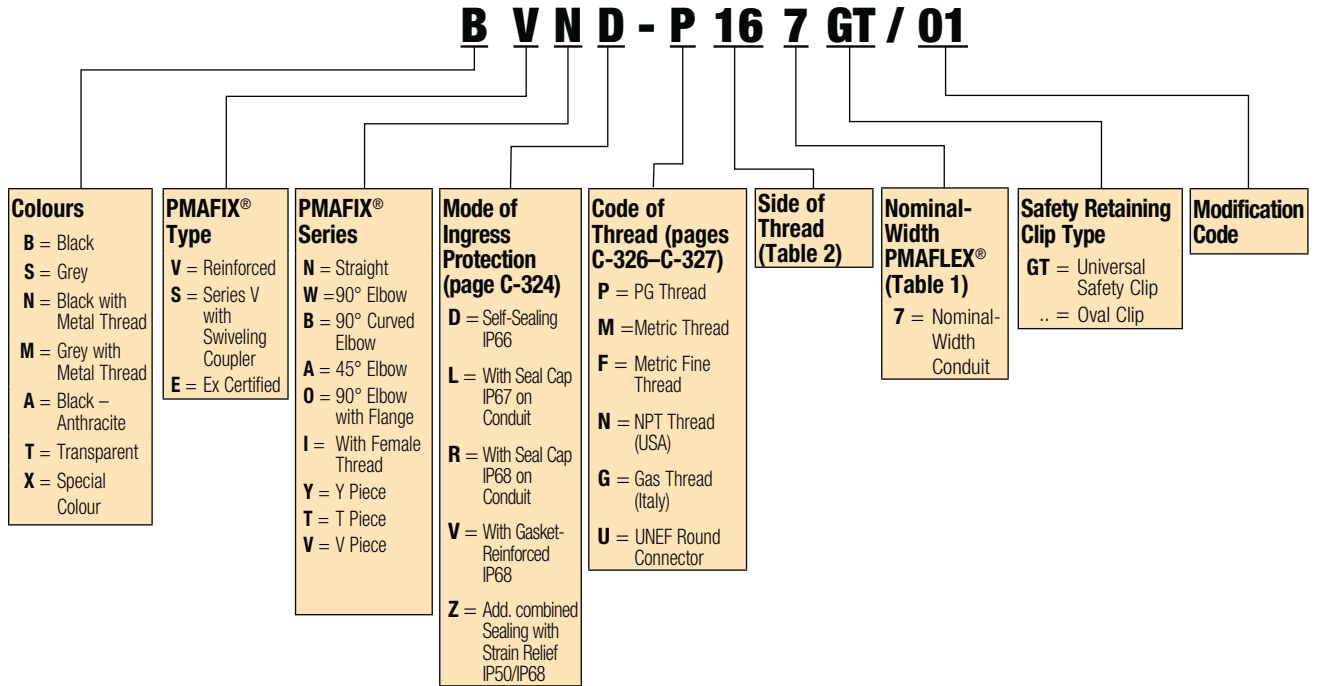 B V N D - P 16 7 GT / 01
Colours
B = Black
S = Grey
N = Black with
Metal Thread
M = Grey with
Metal Thread
A = Black –
Anthracite
T = Transparent
X = Special
Colour
PMAFIX®
Type
V = Reinforced
S = Series V
with
Swiveling
Coupler
E = Ex Certified
PMAFIX®
Series
N = Straight
W =90° Elbow
B = 90° Curved
Elbow
A = 45° Elbow
O = 90° Elbow
with Flange
I = With Female
Thread
Y = Y Piece
T = T Piece
V = V Piece
Mode of
Ingress
Protection
(page C-324)
D = Self-Sealing
IP66
L = With Seal Cap
IP67 on
Conduit
R = With Seal Cap
IP68 on
Conduit
V = With Gasket-
Reinforced
IP68
Z = Add. combined
Sealing with
Strain Relief
IP50/IP68
Code of
Thread (pages
C-326–C-327)
P = PG Thread
M =Metric Thread
F = Metric Fine
Thread
N = NPT Thread
(USA)
G = Gas Thread
(Italy)
U = UNEF Round
Connector
Side of
Thread
(Table 2)
Nominal-
Width
PMAFLEX®
(Table 1)
7 = Nominal-
Width
Conduit
Safety Retaining
Clip Type
GT = Universal
Safety Clip
.. = Oval Clip
Modification
Code